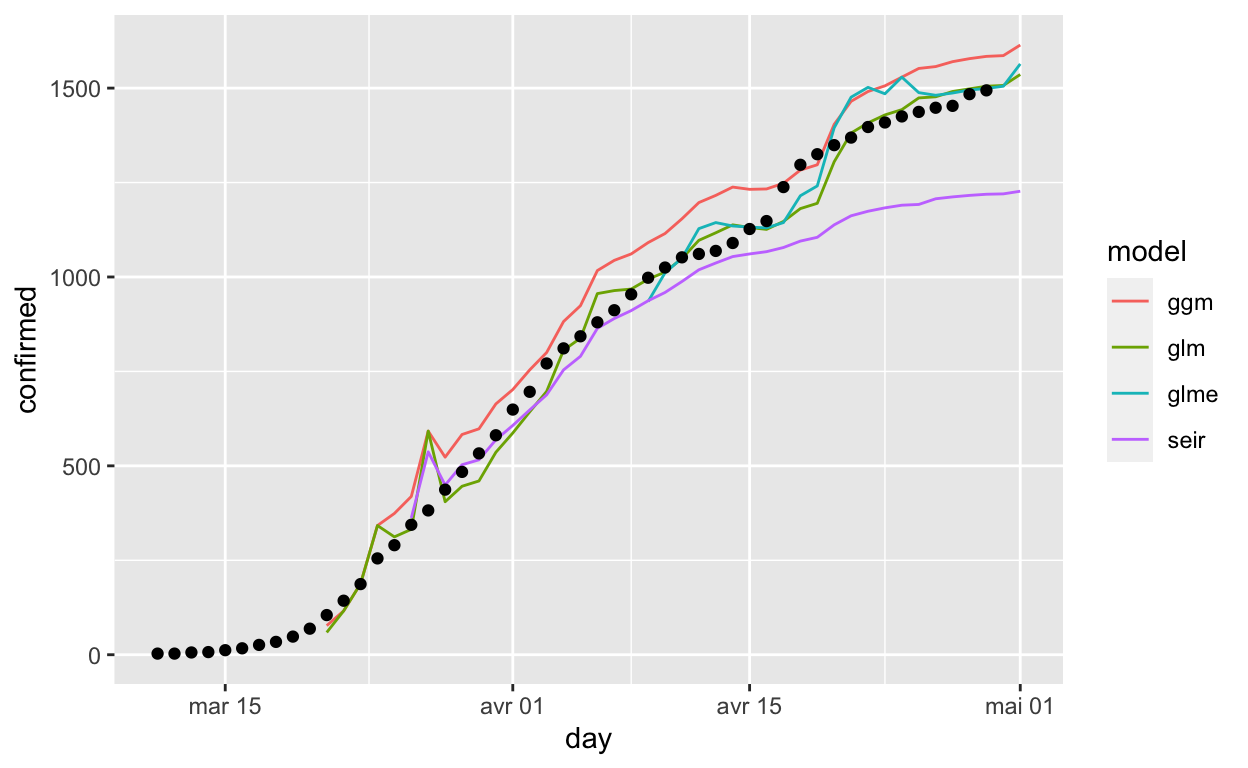 confirmed
1500
1000
500
0
mar 15
avr 01
avr 15
mai 01
day
model
ggm
glm
glme
seir